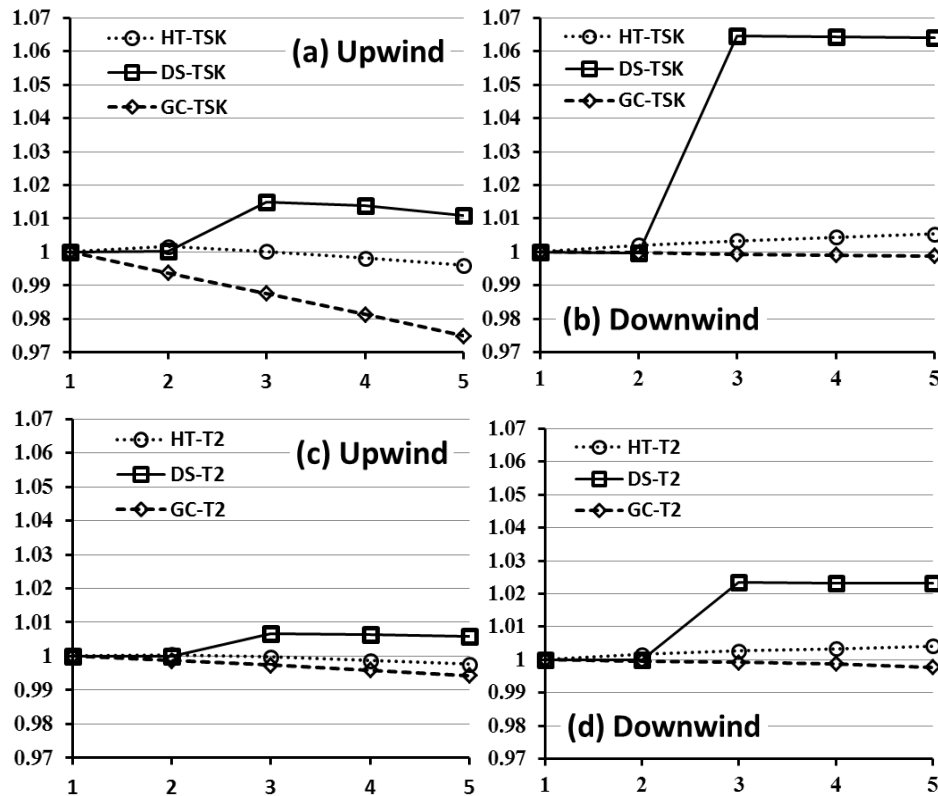 1.07
1.06
1.05
1.04
1.03
1.02
1.01
1
0.99
0.98
0.97
HT-TSK
DS-TSK
GC-TSK
(a) Upwind
1 2 3 4 5
1.07
1.06
1.05
1.04
1.03
1.02
1.01
1
0.99
0.98
0.97
HT-TSK
DS-TSK
GC-TSK
(b) Downwind
1 2 3 4 5
1.07
1.06
1.05
1.04
1.03
1.02
1.01
1
0.99
0.98
0.97
HT-T2
DS-T2
GC-T2
(c) Upwind
1 2 3 4 5
1.07
1.06
1.05
1.04
1.03
1.02
1.01
1
0.99
0.98
0.97
HT-T2
DS-T2
GC-T2
(d) Downwind
1 2 3 4 5